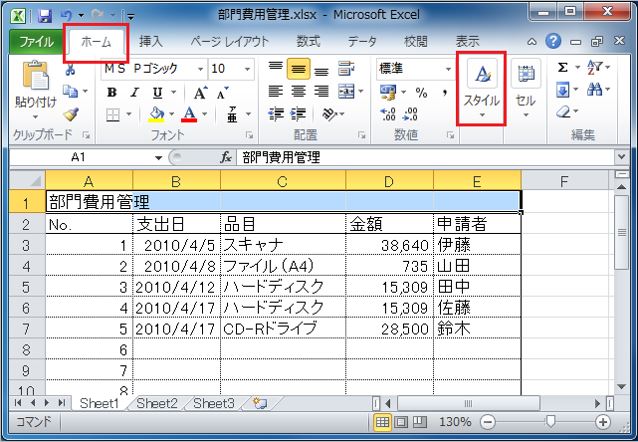 部門費用管理.xlsx - Microsoft Excel
ファイル ホーム 挿入 ページ レイアウト 数式 データ 校閲 表示
貼り付け ＭＳ Ｐゴシック 10 標準 スタイル セル
B I U A A % ,
A 亜
クリップボード フォント 配置 数値 編集
A1 fx 部門費用管理
A B C D E F
1 部門費用管理
2 No. 支出日 品目 金額 申請者
3 1 2010/4/5 スキャナ 38,640 伊藤
4 2 2010/4/8 ファイル（A4） 735 山田
5 3 2010/4/12 ハードディスク 15,309 田中
6 4 2010/4/17 ハードディスク 15,309 佐藤
7 5 2010/4/17 CD-Rドライブ 28,500 鈴木
8 6
9 7
10 8
Sheet1 Sheet2 Sheet3
コマンド 130%